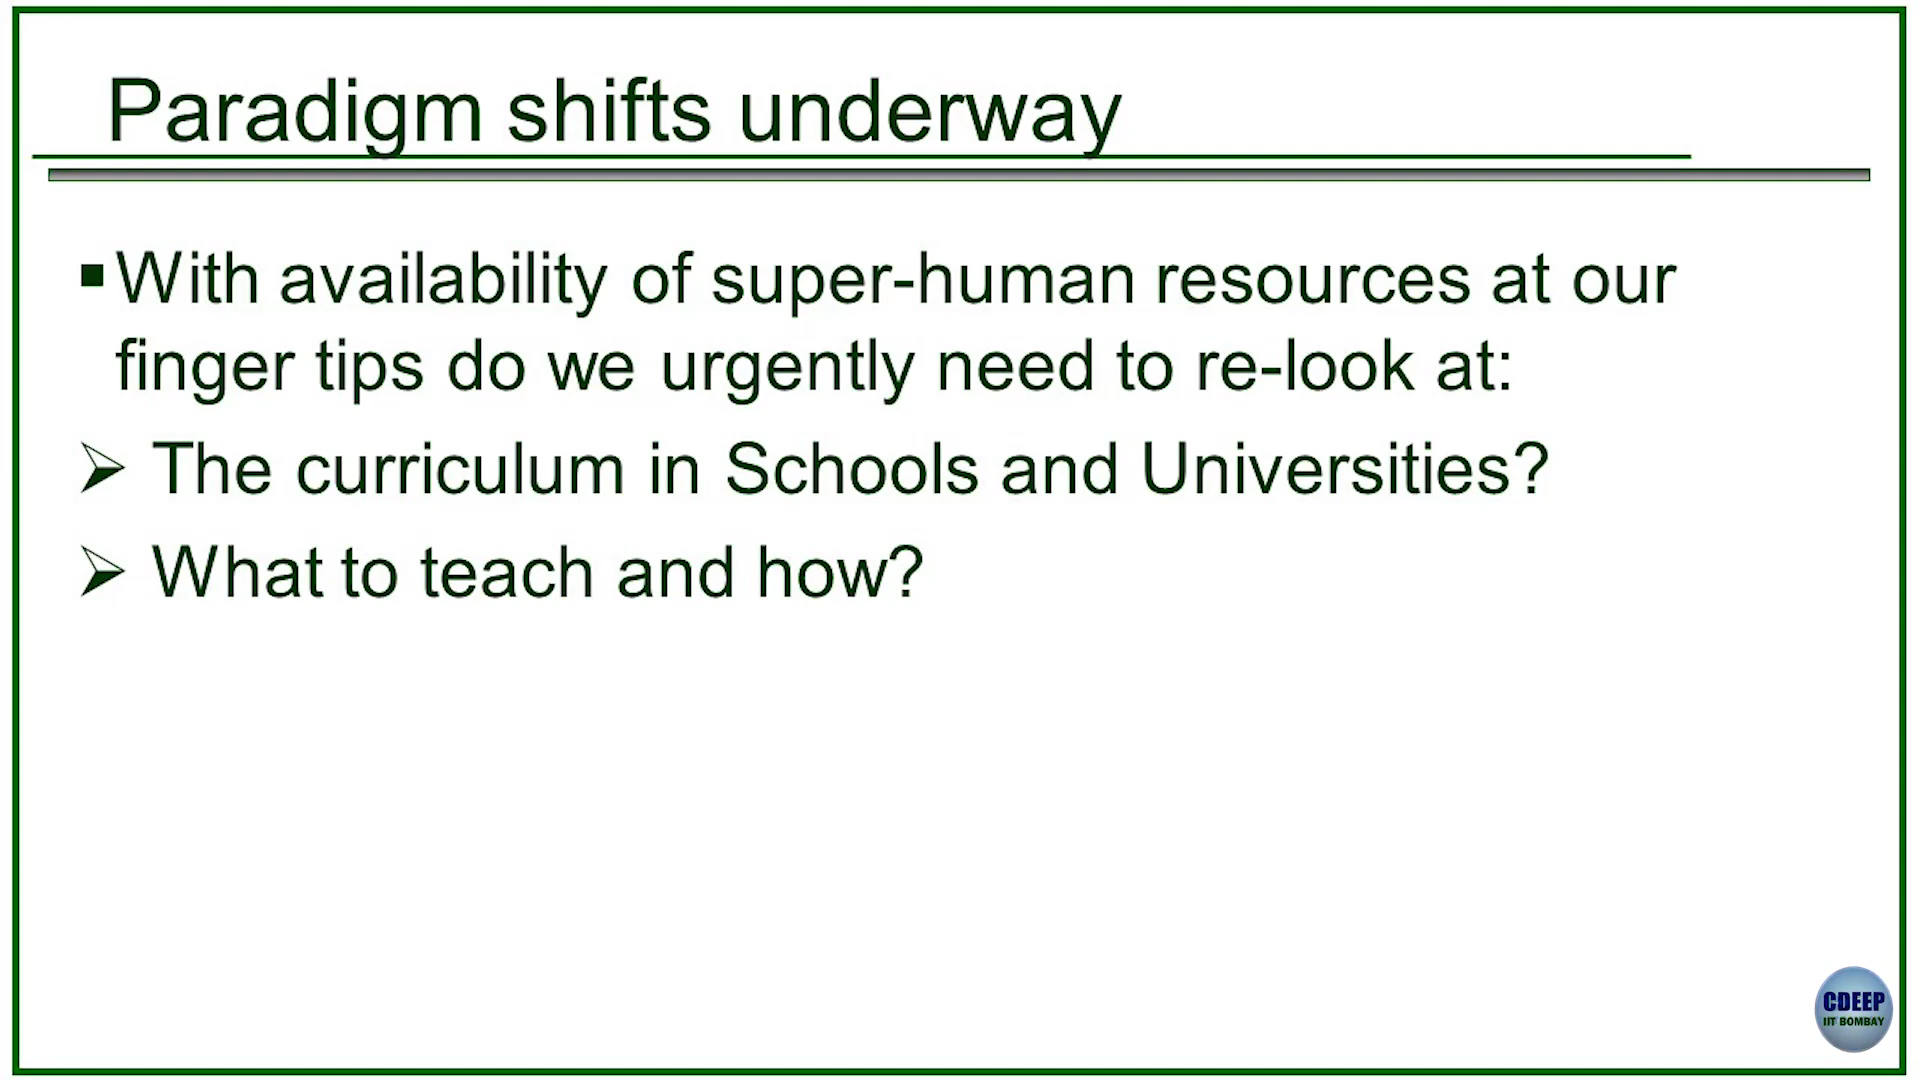 Paradigm shifts underway
▪With availability of super-human resources at our
finger tips do we urgently need to re-look at:
➢ The curriculum in Schools and Universities?
➢ What to teach and how?
CDEEP
IIT BOMBAY